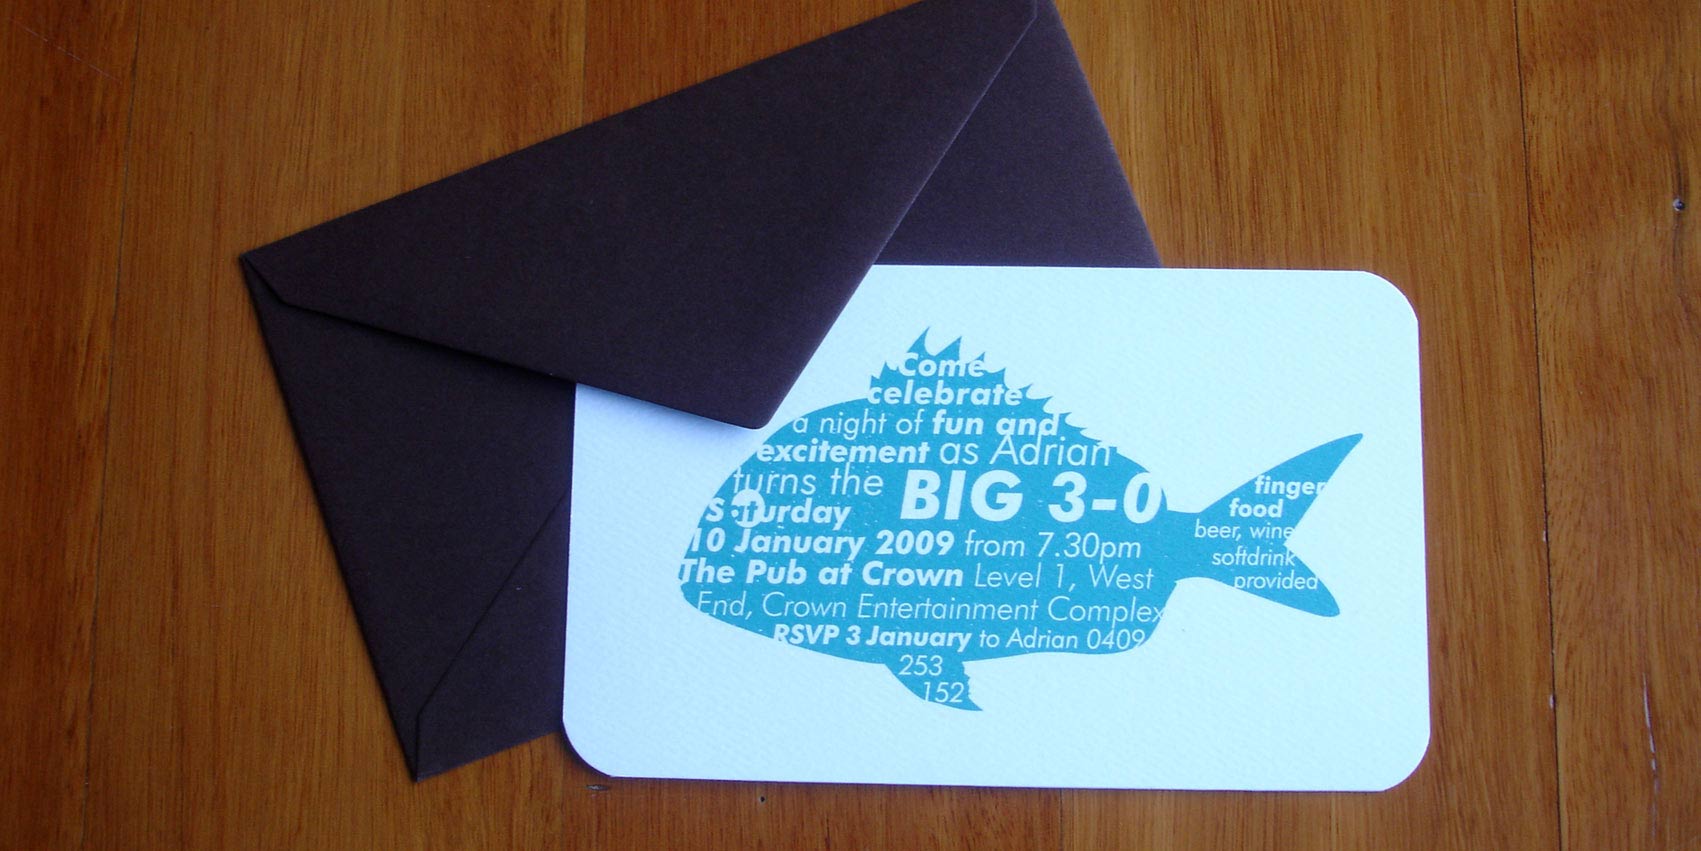 Come
celebrate
a night of fun and
excitement as Adrian
turns the BIG 3-0
Saturday
10 January 2009 from 7.30pm
The Pub at Crown Level 1, West
End, Crown Entertainment Complex
RSVP 3 January to Adrian 0409
253
152
finger
food
beer, wine
softdrink
provided